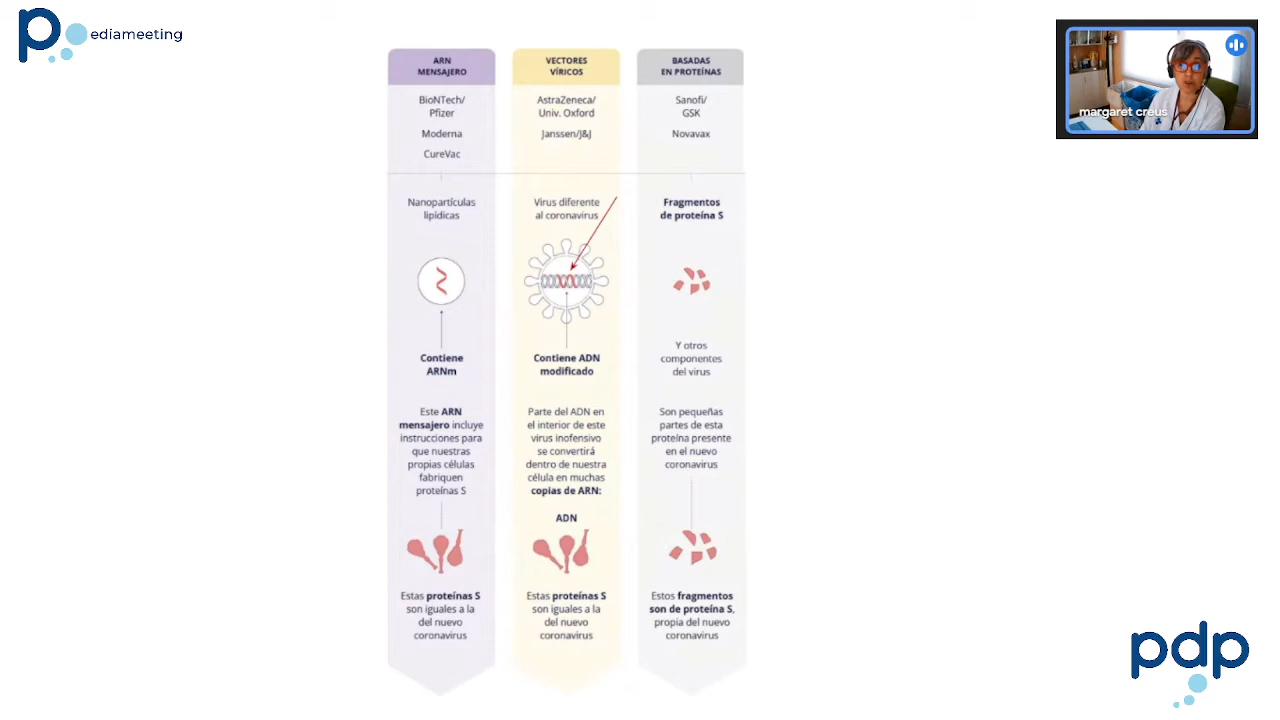 pediameeting
margaret creus
ARN
MENSAJERO
BioNTech/
Pfizer
Moderna
CureVac
Nanopartículas
lipídicas
Contiene
ARNm
Este ARN
mensajero incluye
instrucciones para
que nuestras
propias células
fabriquen
proteínas S
Estas proteínas S
son iguales a la
del nuevo
coronavirus
VECTORES
VÍRICOS
AstraZeneca/
Univ. Oxford
Janssen/J&J
Virus diferente
al coronavirus
Contiene ADN
modificado
Parte del ADN en
el interior de este
virus inofensivo
se convertirá
dentro de nuestra
célula en muchas
copias de ARN:
ADN
Estas proteínas S
son iguales a la
del nuevo
coronavirus
BASADAS
EN PROTEÍNAS
Sanofi/
GSK
Novavax
Fragmentos
de proteína S
Y otros
componentes
del virus
Son pequeñas
partes de esta
proteína presente
en el nuevo
coronavirus
Estos fragmentos
son de proteína S,
propia del nuevo
coronavirus
pdp